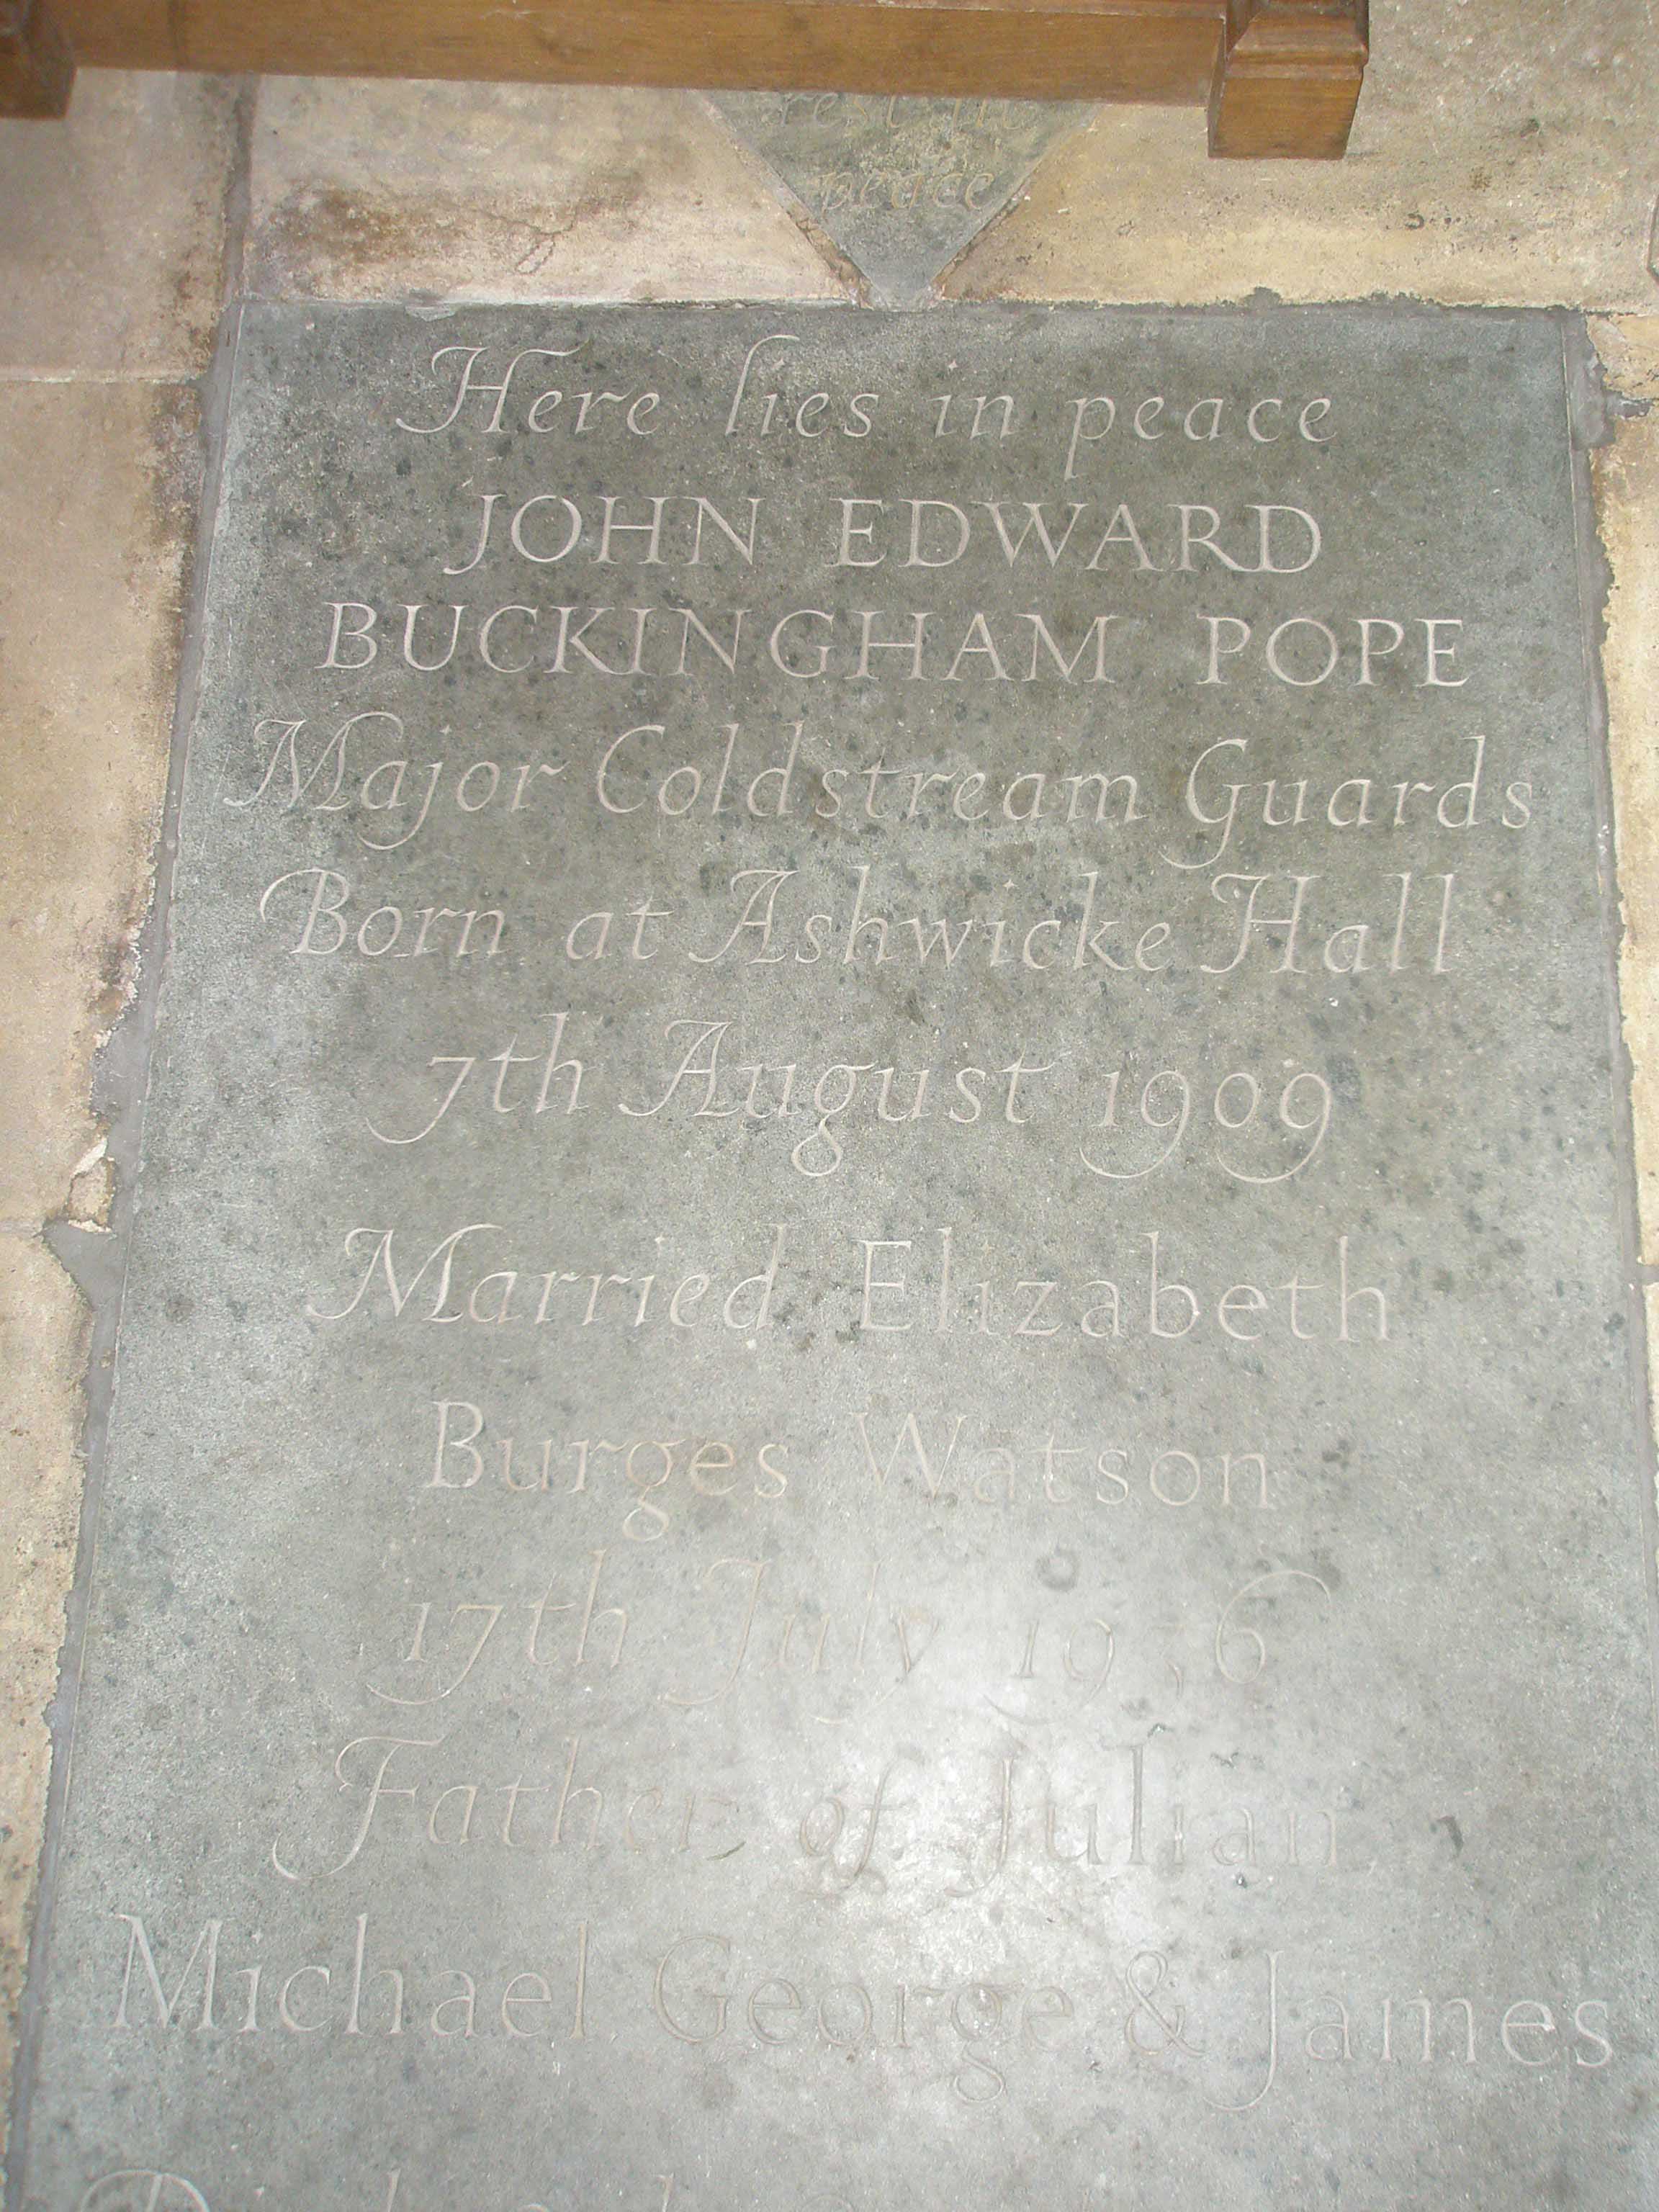 peace
Here lies in peace
JOHN EDWARD
BUCKINGHAM POPE
Major Coldstream Guards
Born at Ashwicke Hall
7th August 1909
Married Elizabeth
Burges Watson
17th July 1936
Father of Julian,
Michael, George & James